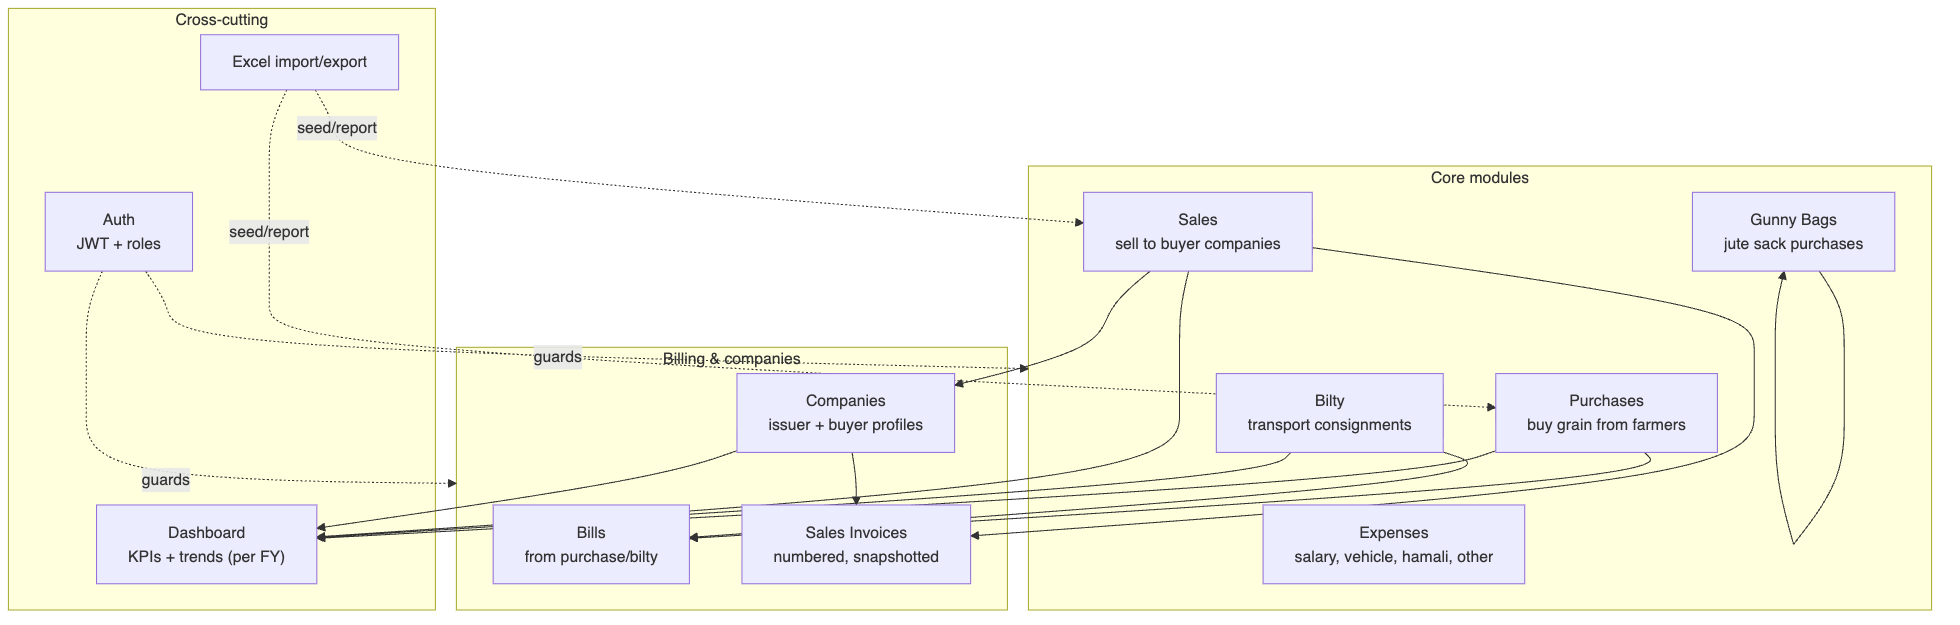 Cross-cutting
Excel import/export
seed/report
Auth
JWT + roles
seed/report
guards
guards
Dashboard
KPIs + trends (per FY)
Billing & companies
Companies
issuer + buyer profiles
Bills
from purchase/bilty
Sales Invoices
numbered, snapshotted
Core modules
Sales
sell to buyer companies
Gunny Bags
jute sack purchases
Bilty
transport consignments
Purchases
buy grain from farmers
Expenses
salary, vehicle, hamali, other